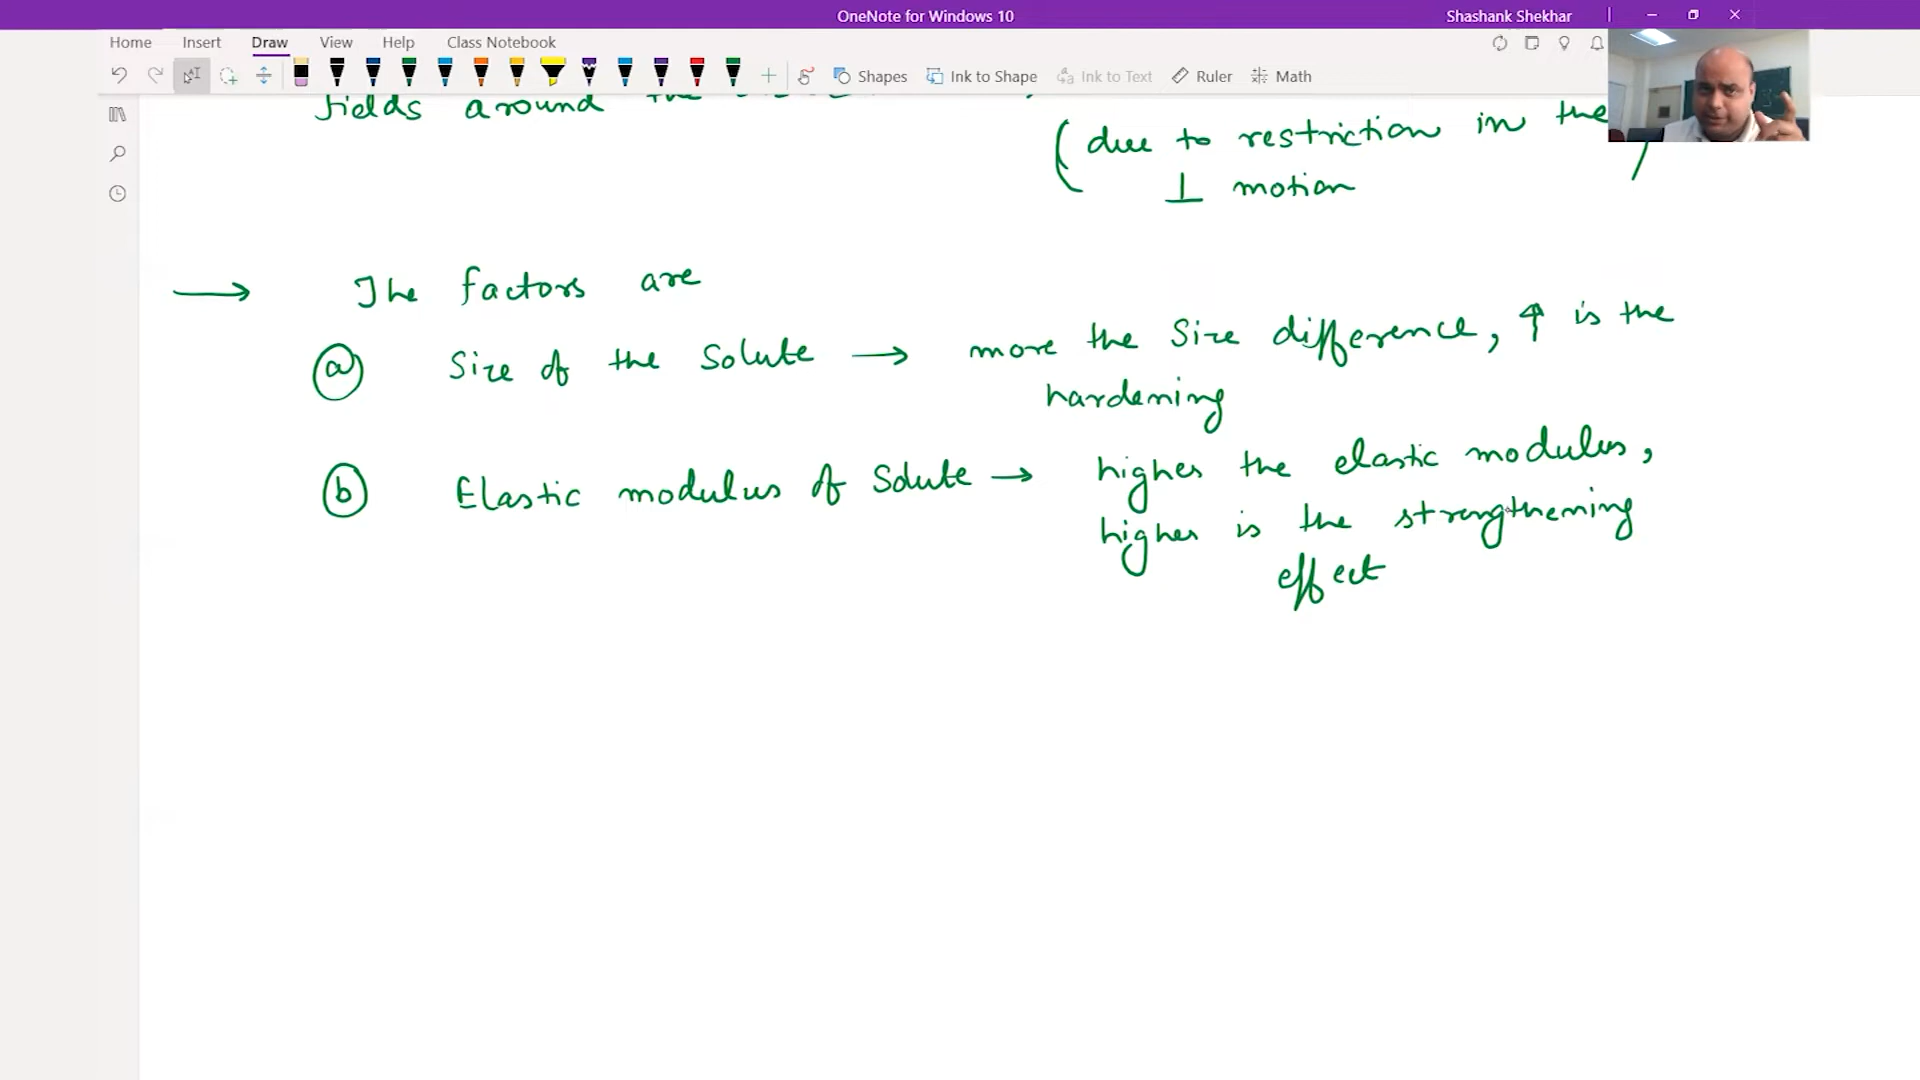 OneNote for Windows 10
Shashank Shekhar
Home Insert Draw View Help Class Notebook
Shapes Ink to Shape Ink to Text Ruler Math
fields around the
(due to restriction in the
⊥ motion )
→ The factors are
(a) Size of the Solute → more the Size difference, ↑ is the
hardening
(b) Elastic modulus of Solute → higher the elastic modulus,
higher is the strengthening
effect